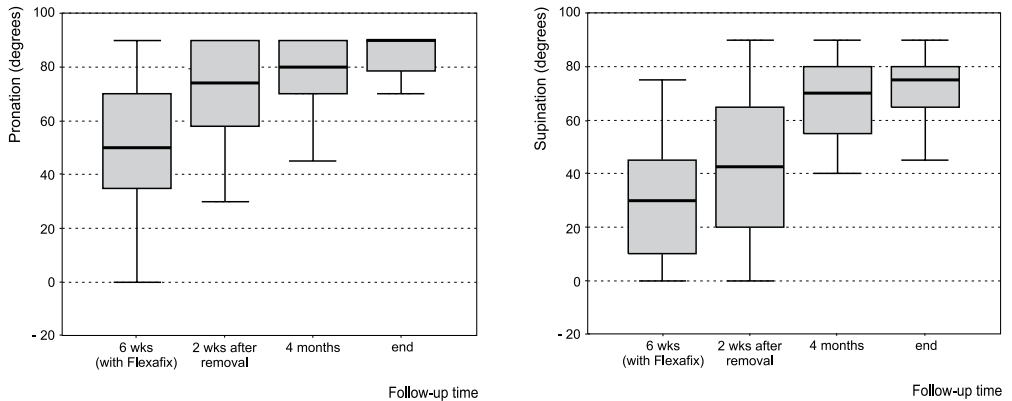 Pronation (degrees)
100
80
60
40
20
0
- 20
6 wks
(with Flexafix)
2 wks after
removal
4 months
end
Follow-up time
Supination (degrees)
100
80
60
40
20
0
- 20
6 wks
(with Flexafix)
2 wks after
removal
4 months
end
Follow-up time